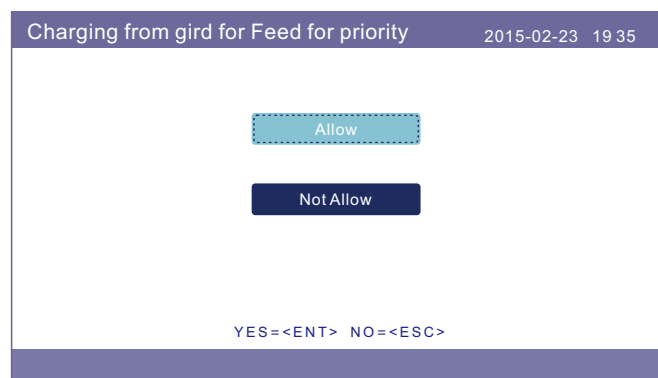 Charging from gird for Feed for priority 2015-02-23 19 35
Allow
Not Allow
YES=<ENT> NO=<ESC>